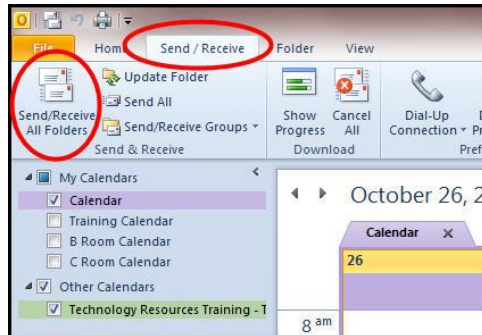 File Home Send / Receive Folder View
Send/Receive All Folders
Update Folder
Send All
Send/Receive Groups
Send & Receive
Show Progress
Cancel All
Download
Dial-Up Connection
My Calendars
Calendar
Training Calendar
B Room Calendar
C Room Calendar
Other Calendars
Technology Resources Training - T
October 26, 2
Calendar
26
8 am